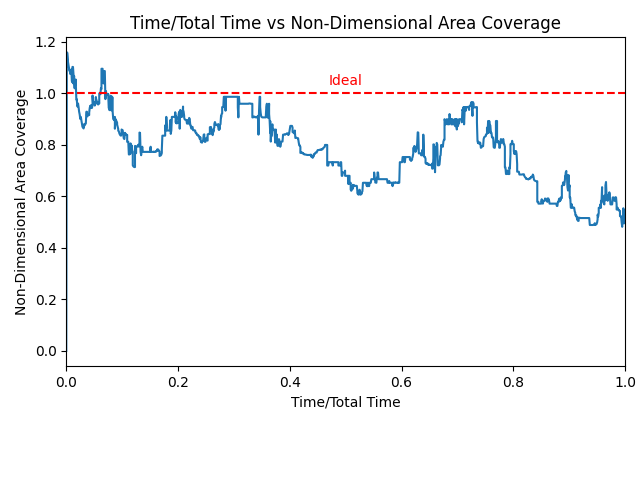 Time/Total Time vs Non-Dimensional Area Coverage
Non-Dimensional Area Coverage
1.2
1.0
0.8
0.6
0.4
0.2
0.0
Ideal
0.0 0.2 0.4 0.6 0.8 1.0
Time/Total Time